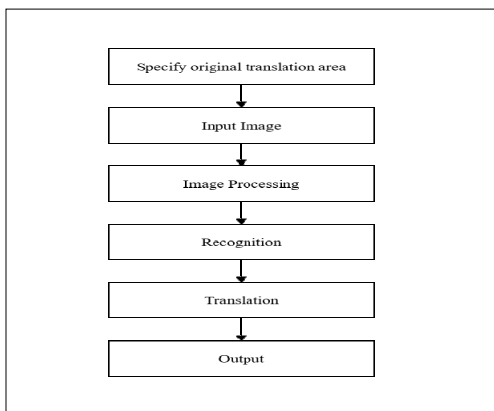 Specify original translation area
Input Image
Image Processing
Recognition
Translation
Output